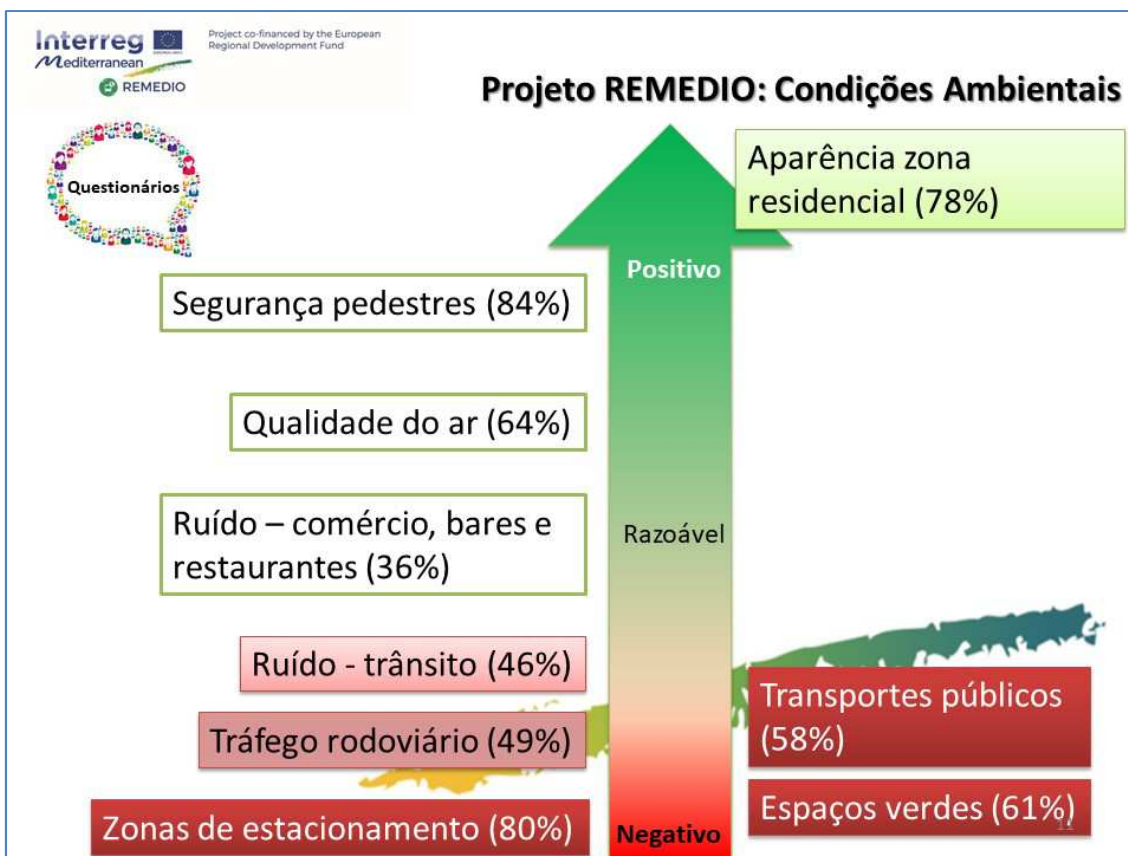 Interreg
Mediterranean
REMEDIO
Project co-financed by the European
Regional Development Fund
Projeto REMEDIO: Condições Ambientais
Questionários
Aparência zona
residencial (78%)
Positivo
Segurança pedestres (84%)
Qualidade do ar (64%)
Ruído – comércio, bares e
restaurantes (36%)
Razoável
Ruído - trânsito (46%)
Transportes públicos
(58%)
Tráfego rodoviário (49%)
Espaços verdes (61%)
Zonas de estacionamento (80%)
Negativo